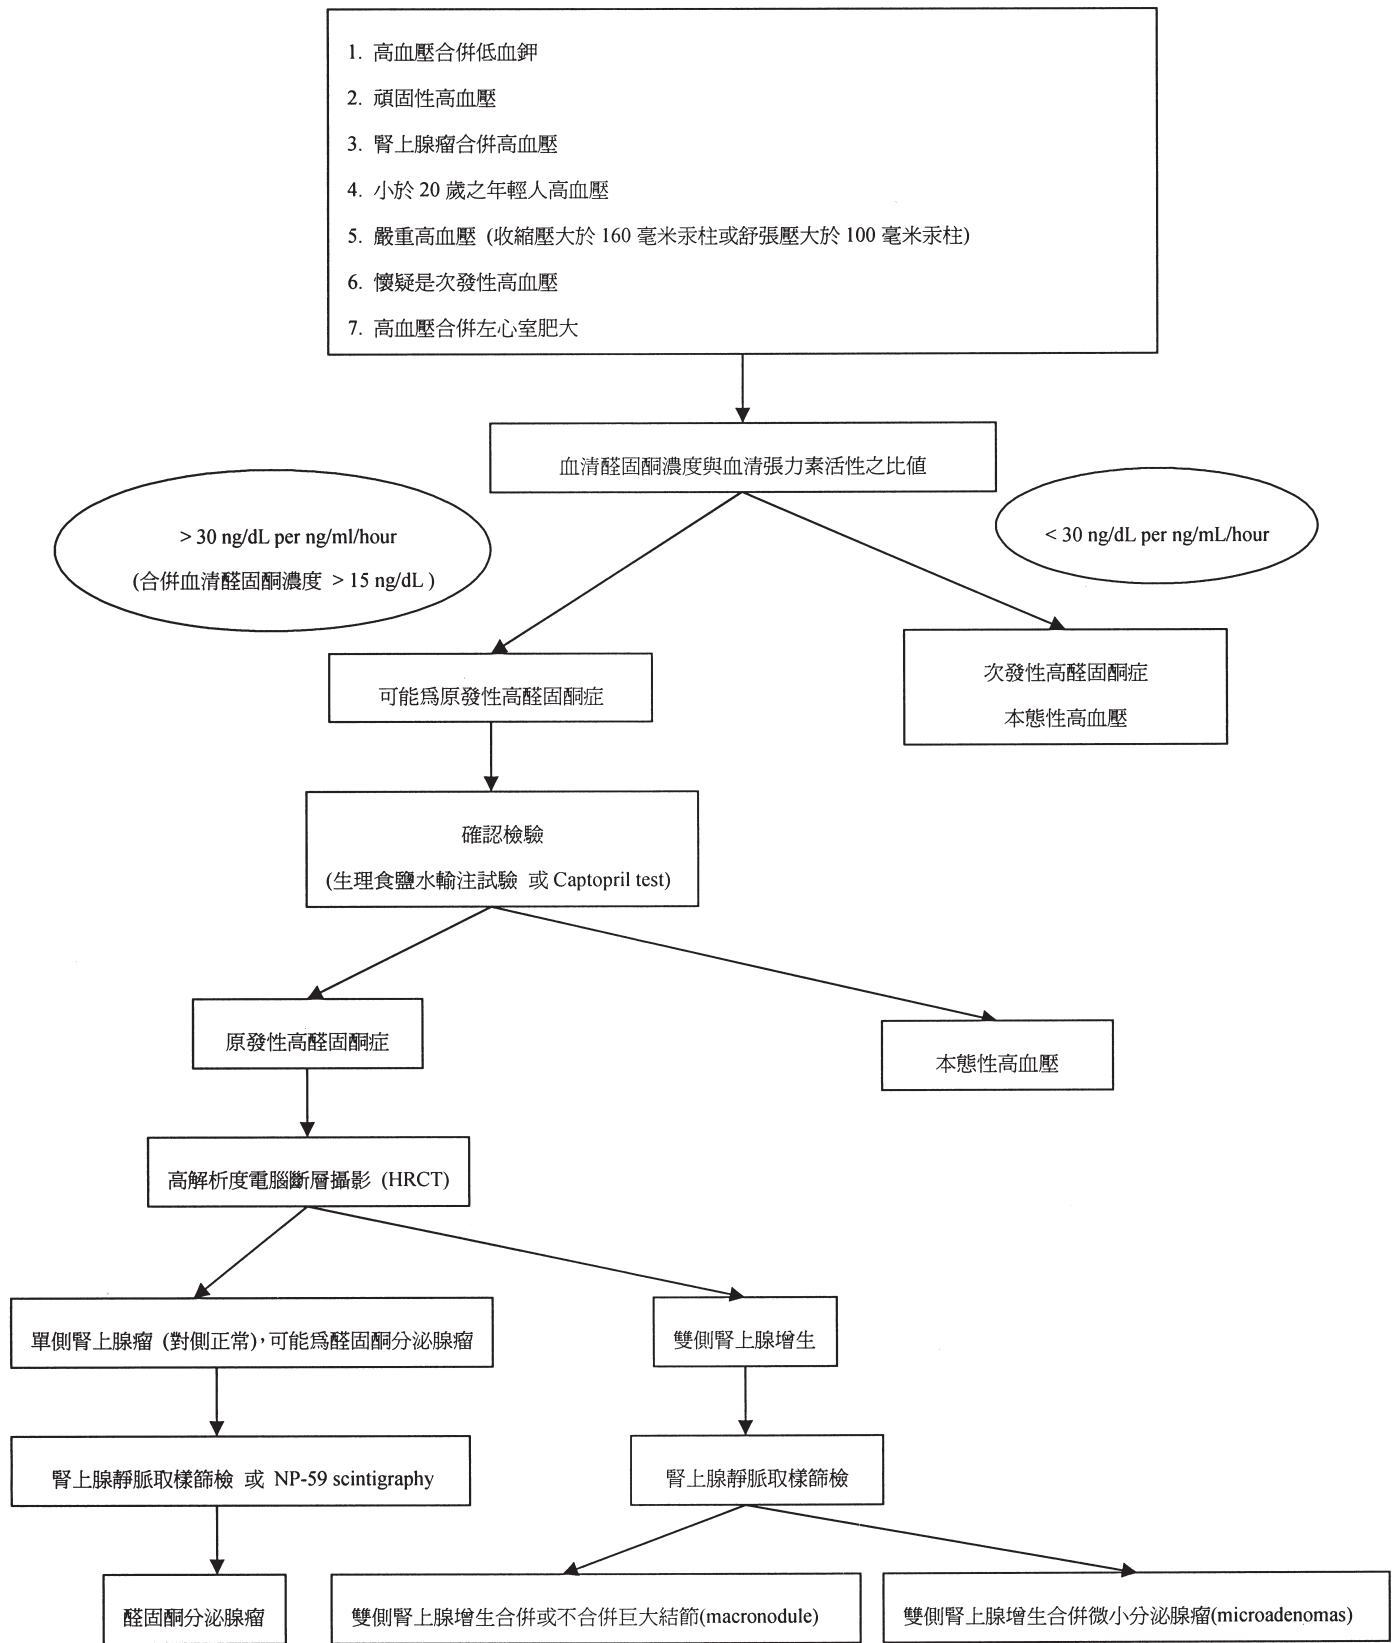 1. 高血壓合併低血鉀
2. 頑固性高血壓
3. 腎上腺瘤合併高血壓
4. 小於 20 歲之年輕人高血壓
5. 嚴重高血壓 (收縮壓大於 160 毫米汞柱或舒張壓大於 100 毫米汞柱)
6. 懷疑是次發性高血壓
7. 高血壓合併左心室肥大
血清醛固酮濃度與血清張力素活性之比值
> 30 ng/dL per ng/ml/hour
(合併血清醛固酮濃度 > 15 ng/dL )
< 30 ng/dL per ng/mL/hour
可能爲原發性高醛固酮症
次發性高醛固酮症
本態性高血壓
確認檢驗
(生理食鹽水輸注試驗 或 Captopril test)
原發性高醛固酮症
本態性高血壓
高解析度電腦斷層攝影 (HRCT)
單側腎上腺瘤 (對側正常)，可能爲醛固酮分泌腺瘤
雙側腎上腺增生
腎上腺靜脈取樣篩檢 或 NP-59 scintigraphy
腎上腺靜脈取樣篩檢
醛固酮分泌腺瘤
雙側腎上腺增生合併或不合併巨大結節(macronodule)
雙側腎上腺增生合併微小分泌腺瘤(microadenomas)